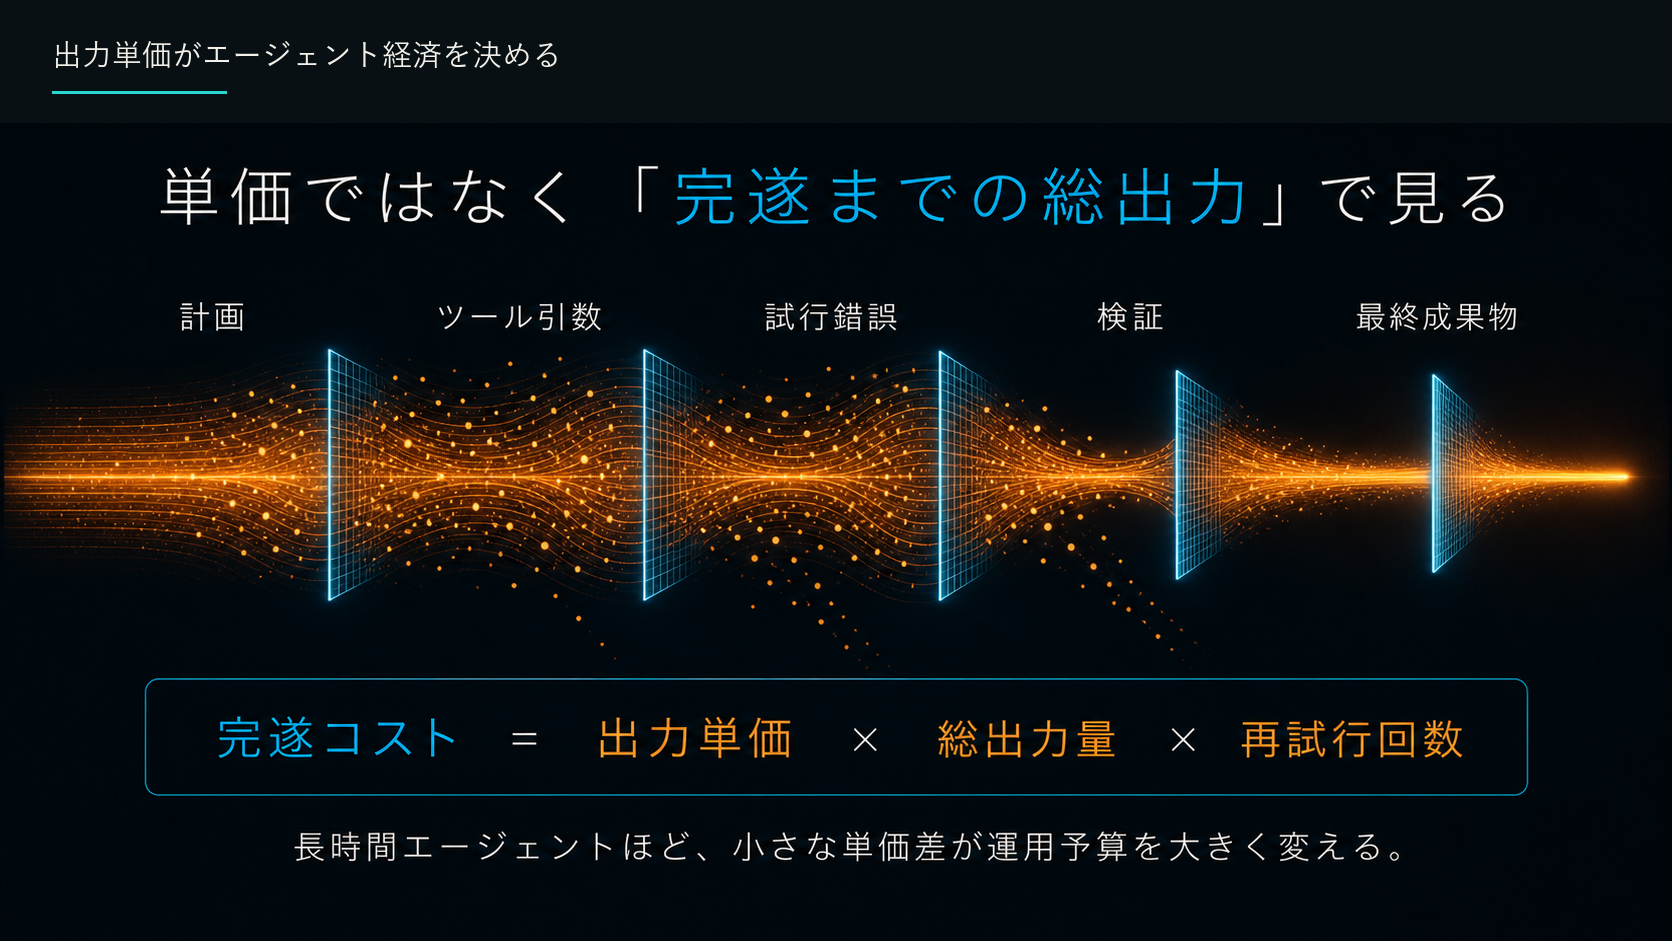 出力単価がエージェント経済を決める
単価ではなく「完遂までの総出力」で見る
計画 ツール引数 試行錯誤 検証 最終成果物
完遂コスト = 出力単価 × 総出力量 × 再試行回数
長時間エージェントほど、小さな単価差が運用予算を大きく変える。